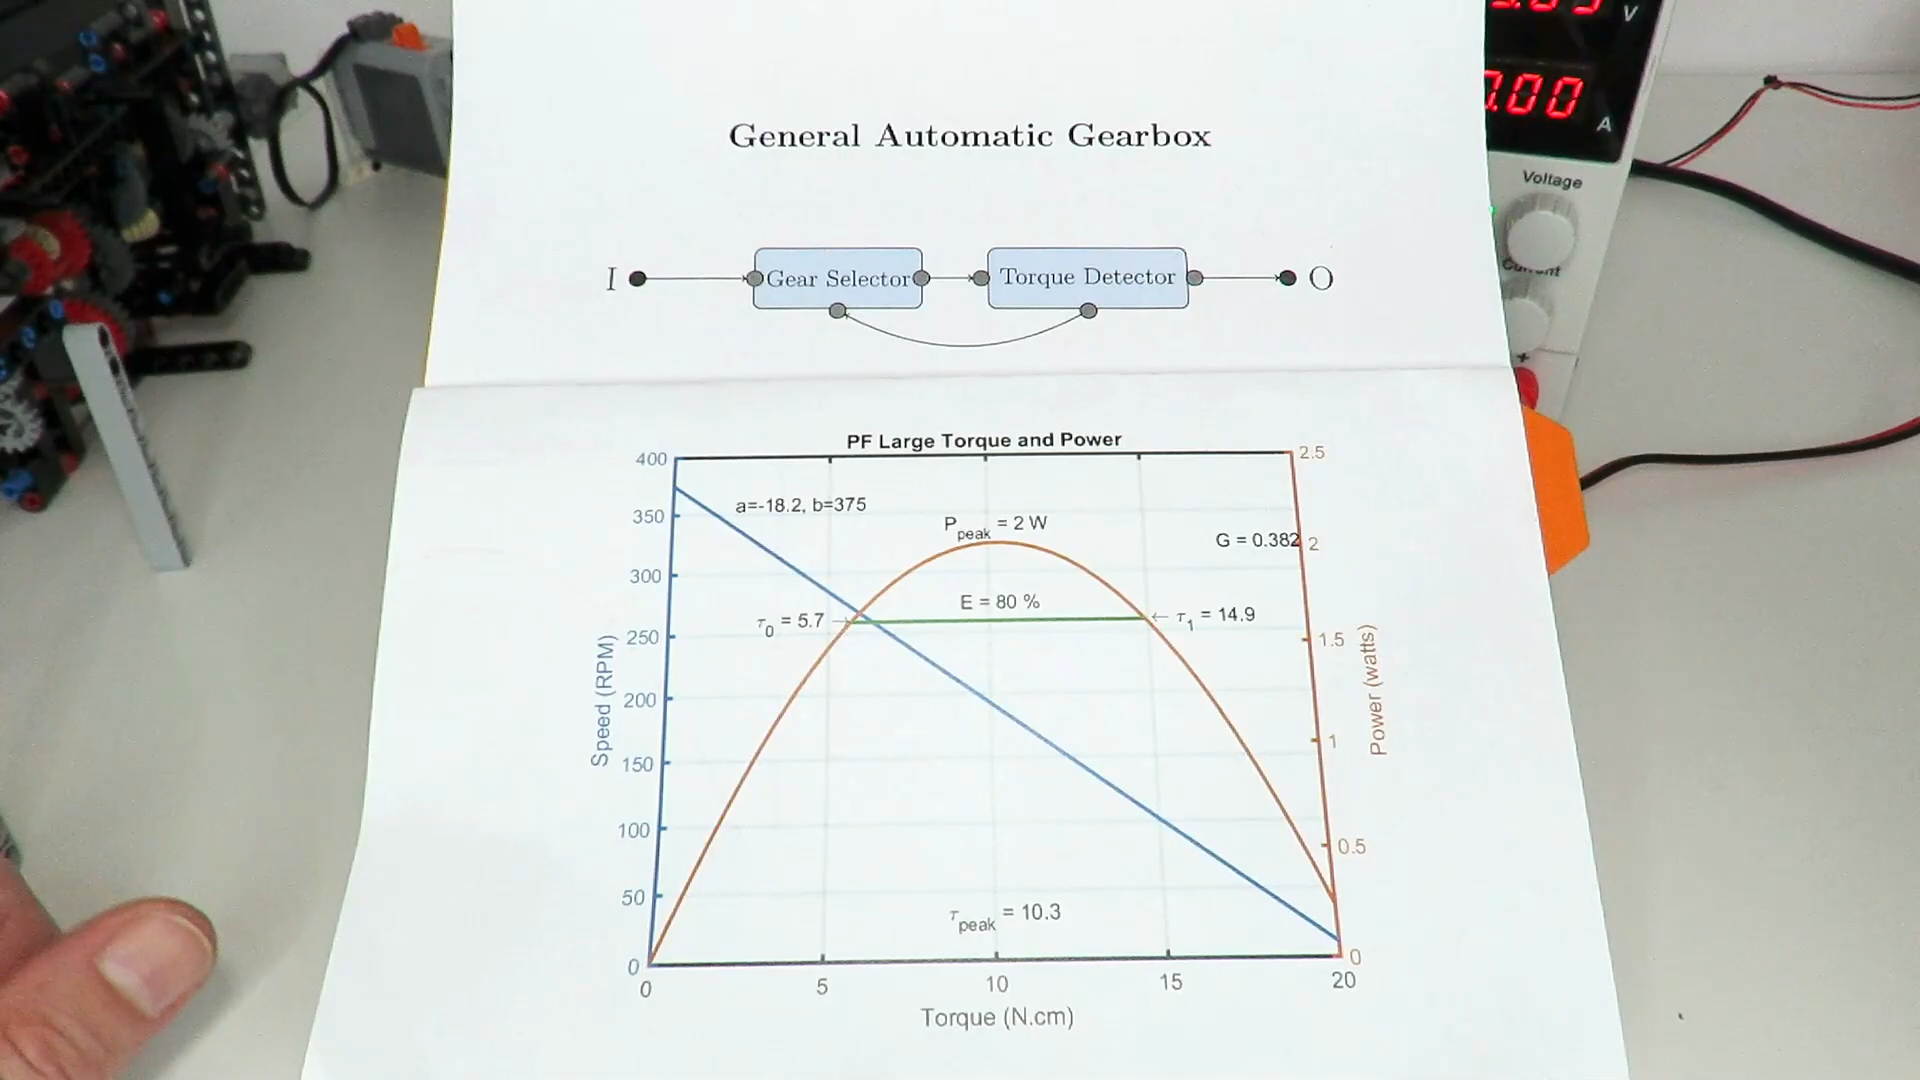 V
.00
A
Voltage
Current
+
General Automatic Gearbox
I
Gear Selector
Torque Detector
O
PF Large Torque and Power
400
350
300
250
200
150
100
50
0
Speed (RPM)
a=-18.2, b=375
P peak = 2 W
G = 0.382
E = 80 %
τ0 = 5.7 →
← τ1 = 14.9
τpeak = 10.3
2.5
2
1.5
1
0.5
0
Power (watts)
0
5
10
15
20
Torque (N.cm)